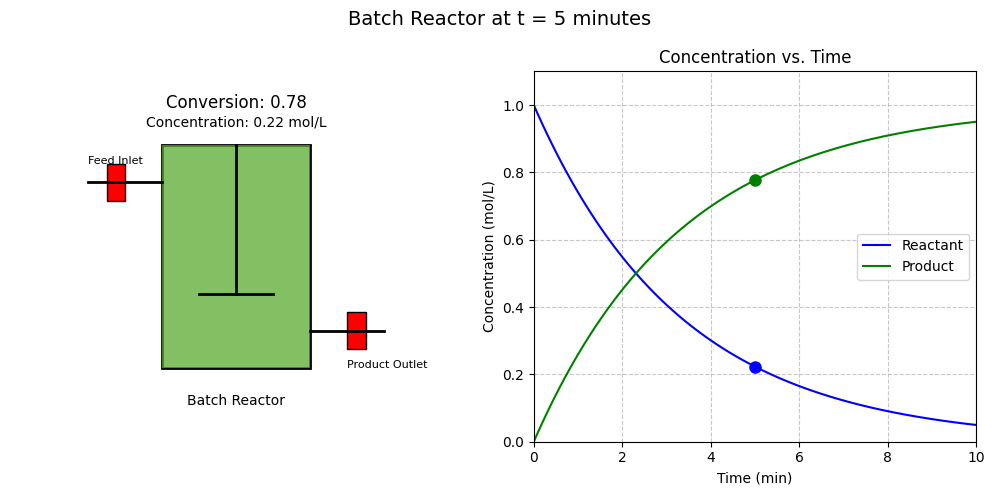 Batch Reactor at t = 5 minutes
Conversion: 0.78
Concentration: 0.22 mol/L
Feed Inlet
Product Outlet
Batch Reactor
Concentration vs. Time
Concentration (mol/L)
1.0
0.8
0.6
0.4
0.2
0.0
Reactant
Product
0 2 4 6 8 10
Time (min)